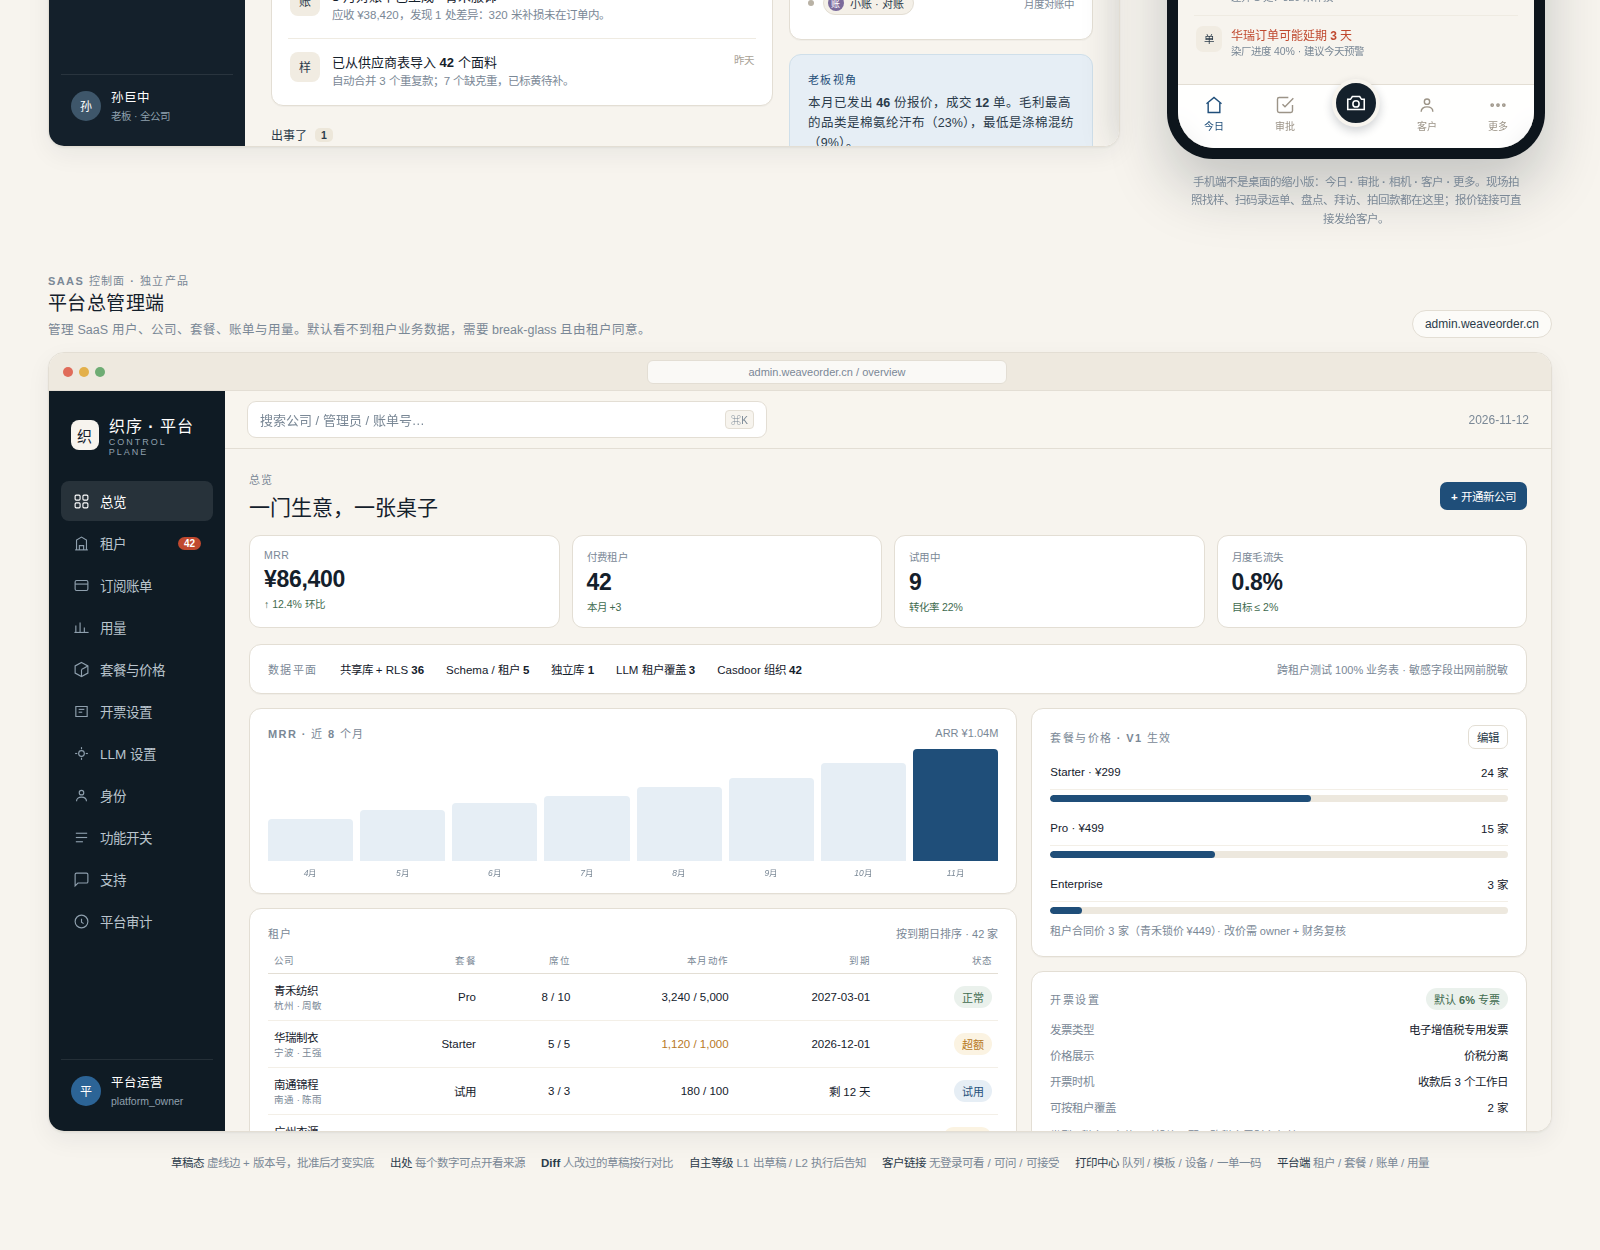 应收 ¥38,420，发现 1 处差异：320 米补损未在订单内。
样
已从供应商表导入 42 个面料
昨天
自动合并 3 个重复款；7 个缺克重，已标黄待补。
出事了 1
孙
孙巨中
老板 · 全公司
账 小账 · 对账
月度对账中
老板视角
本月已发出 46 份报价，成交 12 单。毛利最高
的品类是棉氨纶汗布（23%），最低是涤棉混纺
（9%）。
单
华瑞订单可能延期 3 天
染厂进度 40% · 建议今天预警
今日
审批
客户
更多
手机端不是桌面的缩小版：今日 · 审批 · 相机 · 客户 · 更多。现场拍
照找样、扫码录运单、盘点、拜访、拍回款都在这里；报价链接可直
接发给客户。
SAAS 控制面 · 独立产品
平台总管理端
管理 SaaS 用户、公司、套餐、账单与用量。默认看不到租户业务数据，需要 break-glass 且由租户同意。
admin.weaveorder.cn
admin.weaveorder.cn / overview
织
织序 · 平台
CONTROL
PLANE
总览
租户 42
订阅账单
用量
套餐与价格
开票设置
LLM 设置
身份
功能开关
支持
平台审计
平
平台运营
platform_owner
搜索公司 / 管理员 / 账单号…
⌘K
2026-11-12
总览
一门生意，一张桌子
+ 开通新公司
MRR
¥86,400
↑ 12.4% 环比
付费租户
42
本月 +3
试用中
9
转化率 22%
月度毛流失
0.8%
目标 ≤ 2%
数据平面 共享库 + RLS 36 Schema / 租户 5 独立库 1 LLM 租户覆盖 3 Casdoor 组织 42
跨租户测试 100% 业务表 · 敏感字段出网前脱敏
MRR · 近 8 个月
ARR ¥1.04M
4月 5月 6月 7月 8月 9月 10月 11月
租户
按到期日排序 · 42 家
公司 套餐 席位 本月动作 到期 状态
青禾纺织
杭州 · 周敏
Pro 8 / 10 3,240 / 5,000 2027-03-01 正常
华瑞制衣
宁波 · 王强
Starter 5 / 5 1,120 / 1,000 2026-12-01 超额
南通锦程
南通 · 陈雨
试用 3 / 3 180 / 100 剩 12 天 试用
套餐与价格 · V1 生效
编辑
Starter · ¥299 24 家
Pro · ¥499 15 家
Enterprise 3 家
租户合同价 3 家（青禾锁价 ¥449）· 改价需 owner + 财务复核
开票设置
默认 6% 专票
发票类型 电子增值税专用发票
价格展示 价税分离
开票时机 收款后 3 个工作日
可按租户覆盖 2 家
草稿态 虚线边 + 版本号，批准后才变实底 出处 每个数字可点开看来源 Diff 人改过的草稿按行对比 自主等级 L1 出草稿 / L2 执行后告知 客户链接 无登录可看 / 可问 / 可接受 打印中心 队列 / 模板 / 设备 / 一单一码 平台端 租户 / 套餐 / 账单 / 用量